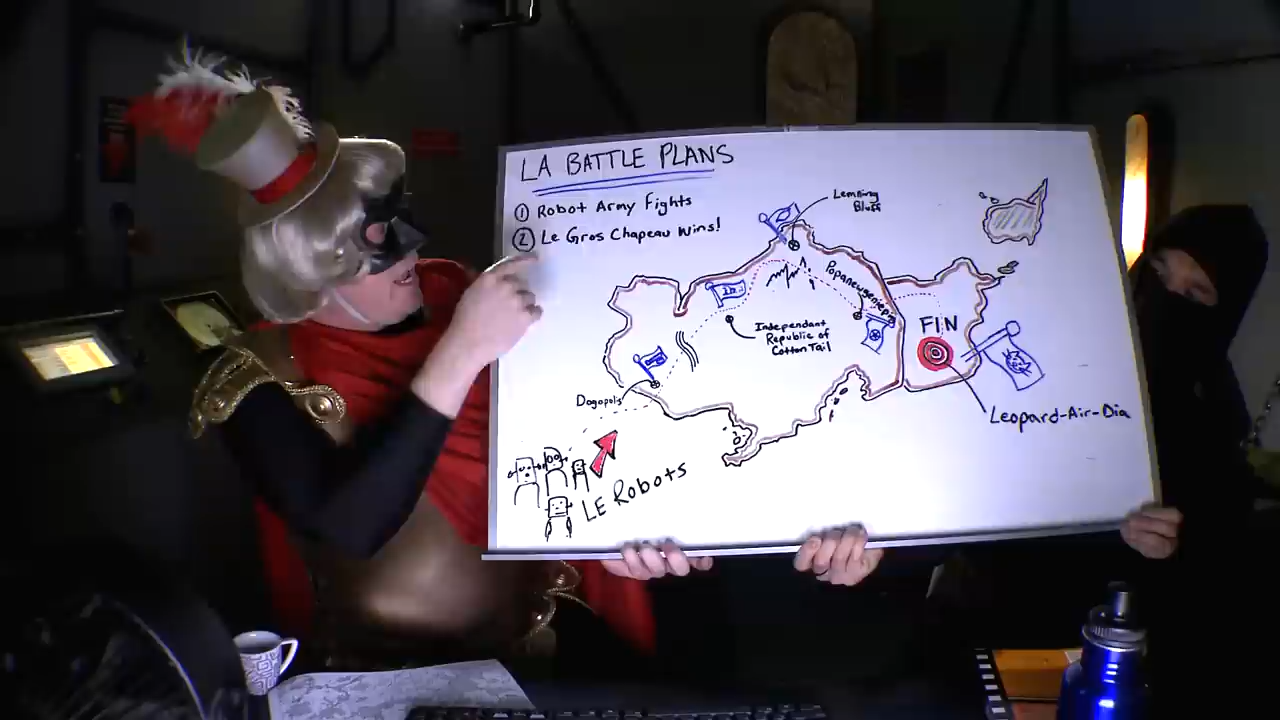 LA BATTLE PLANS
① Robot Army Fights
② Le Gros Chapeau Wins!
Lemming
Bluff
Popanewgenia
Independant
Republic of
Cotton Tail
FIN
Dogopolis
Leopard-Air-Dia
LE Robots